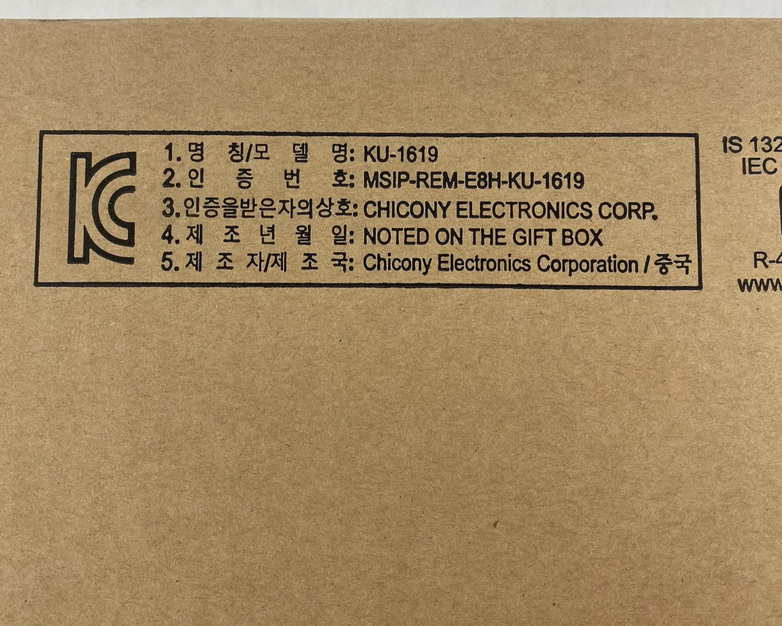 KC
1. 명 칭/모 델 명: KU-1619
2. 인 증 번 호: MSIP-REM-E8H-KU-1619
3.인증을받은자의상호: CHICONY ELECTRONICS CORP.
4. 제 조 년 월 일: NOTED ON THE GIFT BOX
5. 제 조 자/제 조 국: Chicony Electronics Corporation / 중국
IS 132
IEC
R-4
www